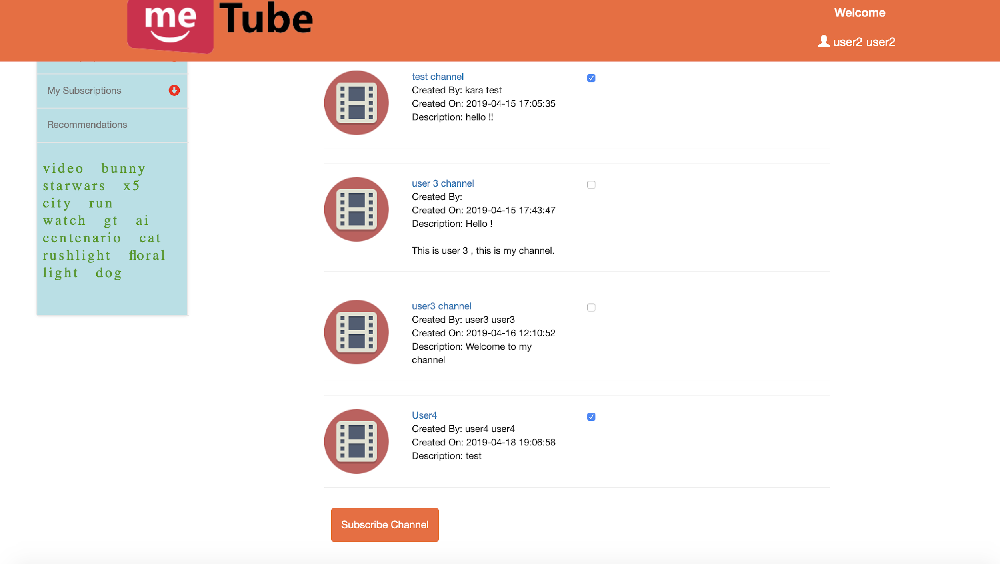 me Tube
Welcome
user2 user2
My Subscriptions
Recommendations
video bunny
starwars x5
city run
watch gt ai
centenario cat
rushlight floral
light dog
test channel
Created By: kara test
Created On: 2019-04-15 17:05:35
Description: hello !!
user 3 channel
Created By:
Created On: 2019-04-15 17:43:47
Description: Hello !
This is user 3 , this is my channel.
user3 channel
Created By: user3 user3
Created On: 2019-04-16 12:10:52
Description: Welcome to my
channel
User4
Created By: user4 user4
Created On: 2019-04-18 19:06:58
Description: test
Subscribe Channel